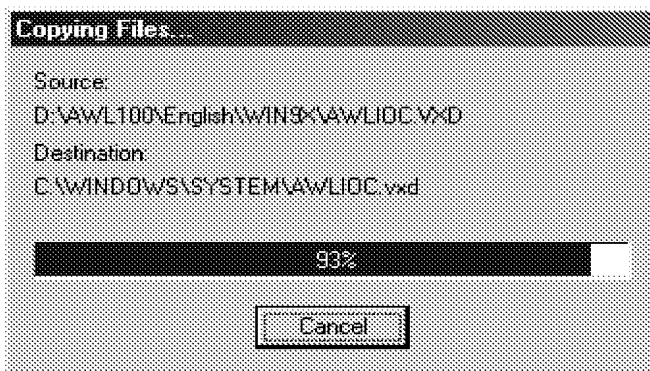 Copying Files...
Source:
D:\AWL100\English\WIN9X\AWLIOC.VXD
Destination:
C:\WINDOWS\SYSTEM\AWLIOC.vxd
93%
Cancel